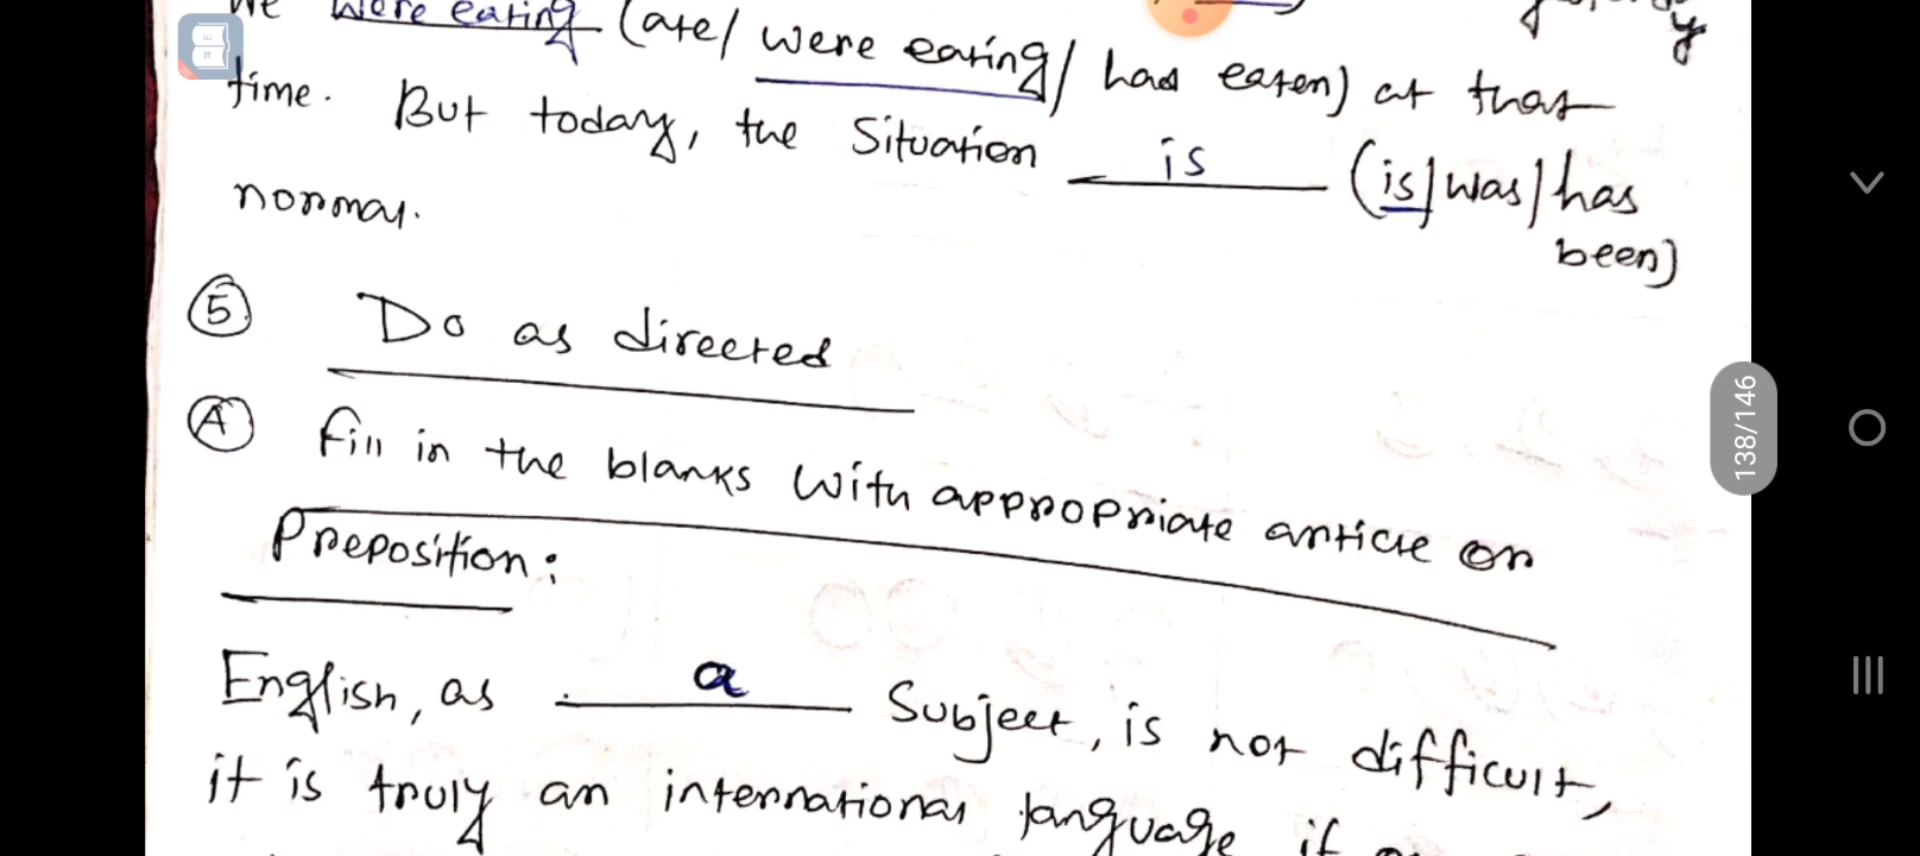 were eating (ate/ were eating/ had eaten) at that
time. But today, the Situation is (is/was/has
been)
normal.
5 Do as directed
A Fill in the blanks with appropriate article or
Preposition:
English, as a Subject, is not difficult,
it is truly an international language if
138/146